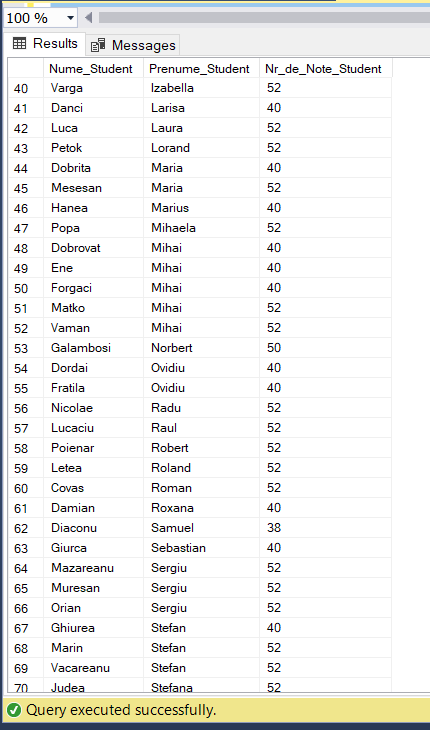 100 %
Results Messages
Nume_Student Prenume_Student Nr_de_Note_Student
40 Varga Izabella 52
41 Danci Larisa 40
42 Luca Laura 52
43 Petok Lorand 52
44 Dobrita Maria 40
45 Mesesan Maria 52
46 Hanea Marius 40
47 Popa Mihaela 52
48 Dobrovat Mihai 40
49 Ene Mihai 40
50 Forgaci Mihai 40
51 Matko Mihai 52
52 Vaman Mihai 52
53 Galambosi Norbert 50
54 Dordai Ovidiu 40
55 Fratila Ovidiu 40
56 Nicolae Radu 52
57 Lucaciu Raul 52
58 Poienar Robert 52
59 Letea Roland 52
60 Covas Roman 52
61 Damian Roxana 40
62 Diaconu Samuel 38
63 Giurca Sebastian 40
64 Mazareanu Sergiu 52
65 Muresan Sergiu 52
66 Orian Sergiu 52
67 Ghiurea Stefan 40
68 Marin Stefan 52
69 Vacareanu Stefan 52
70 Judea Stefana 52
Query executed successfully.